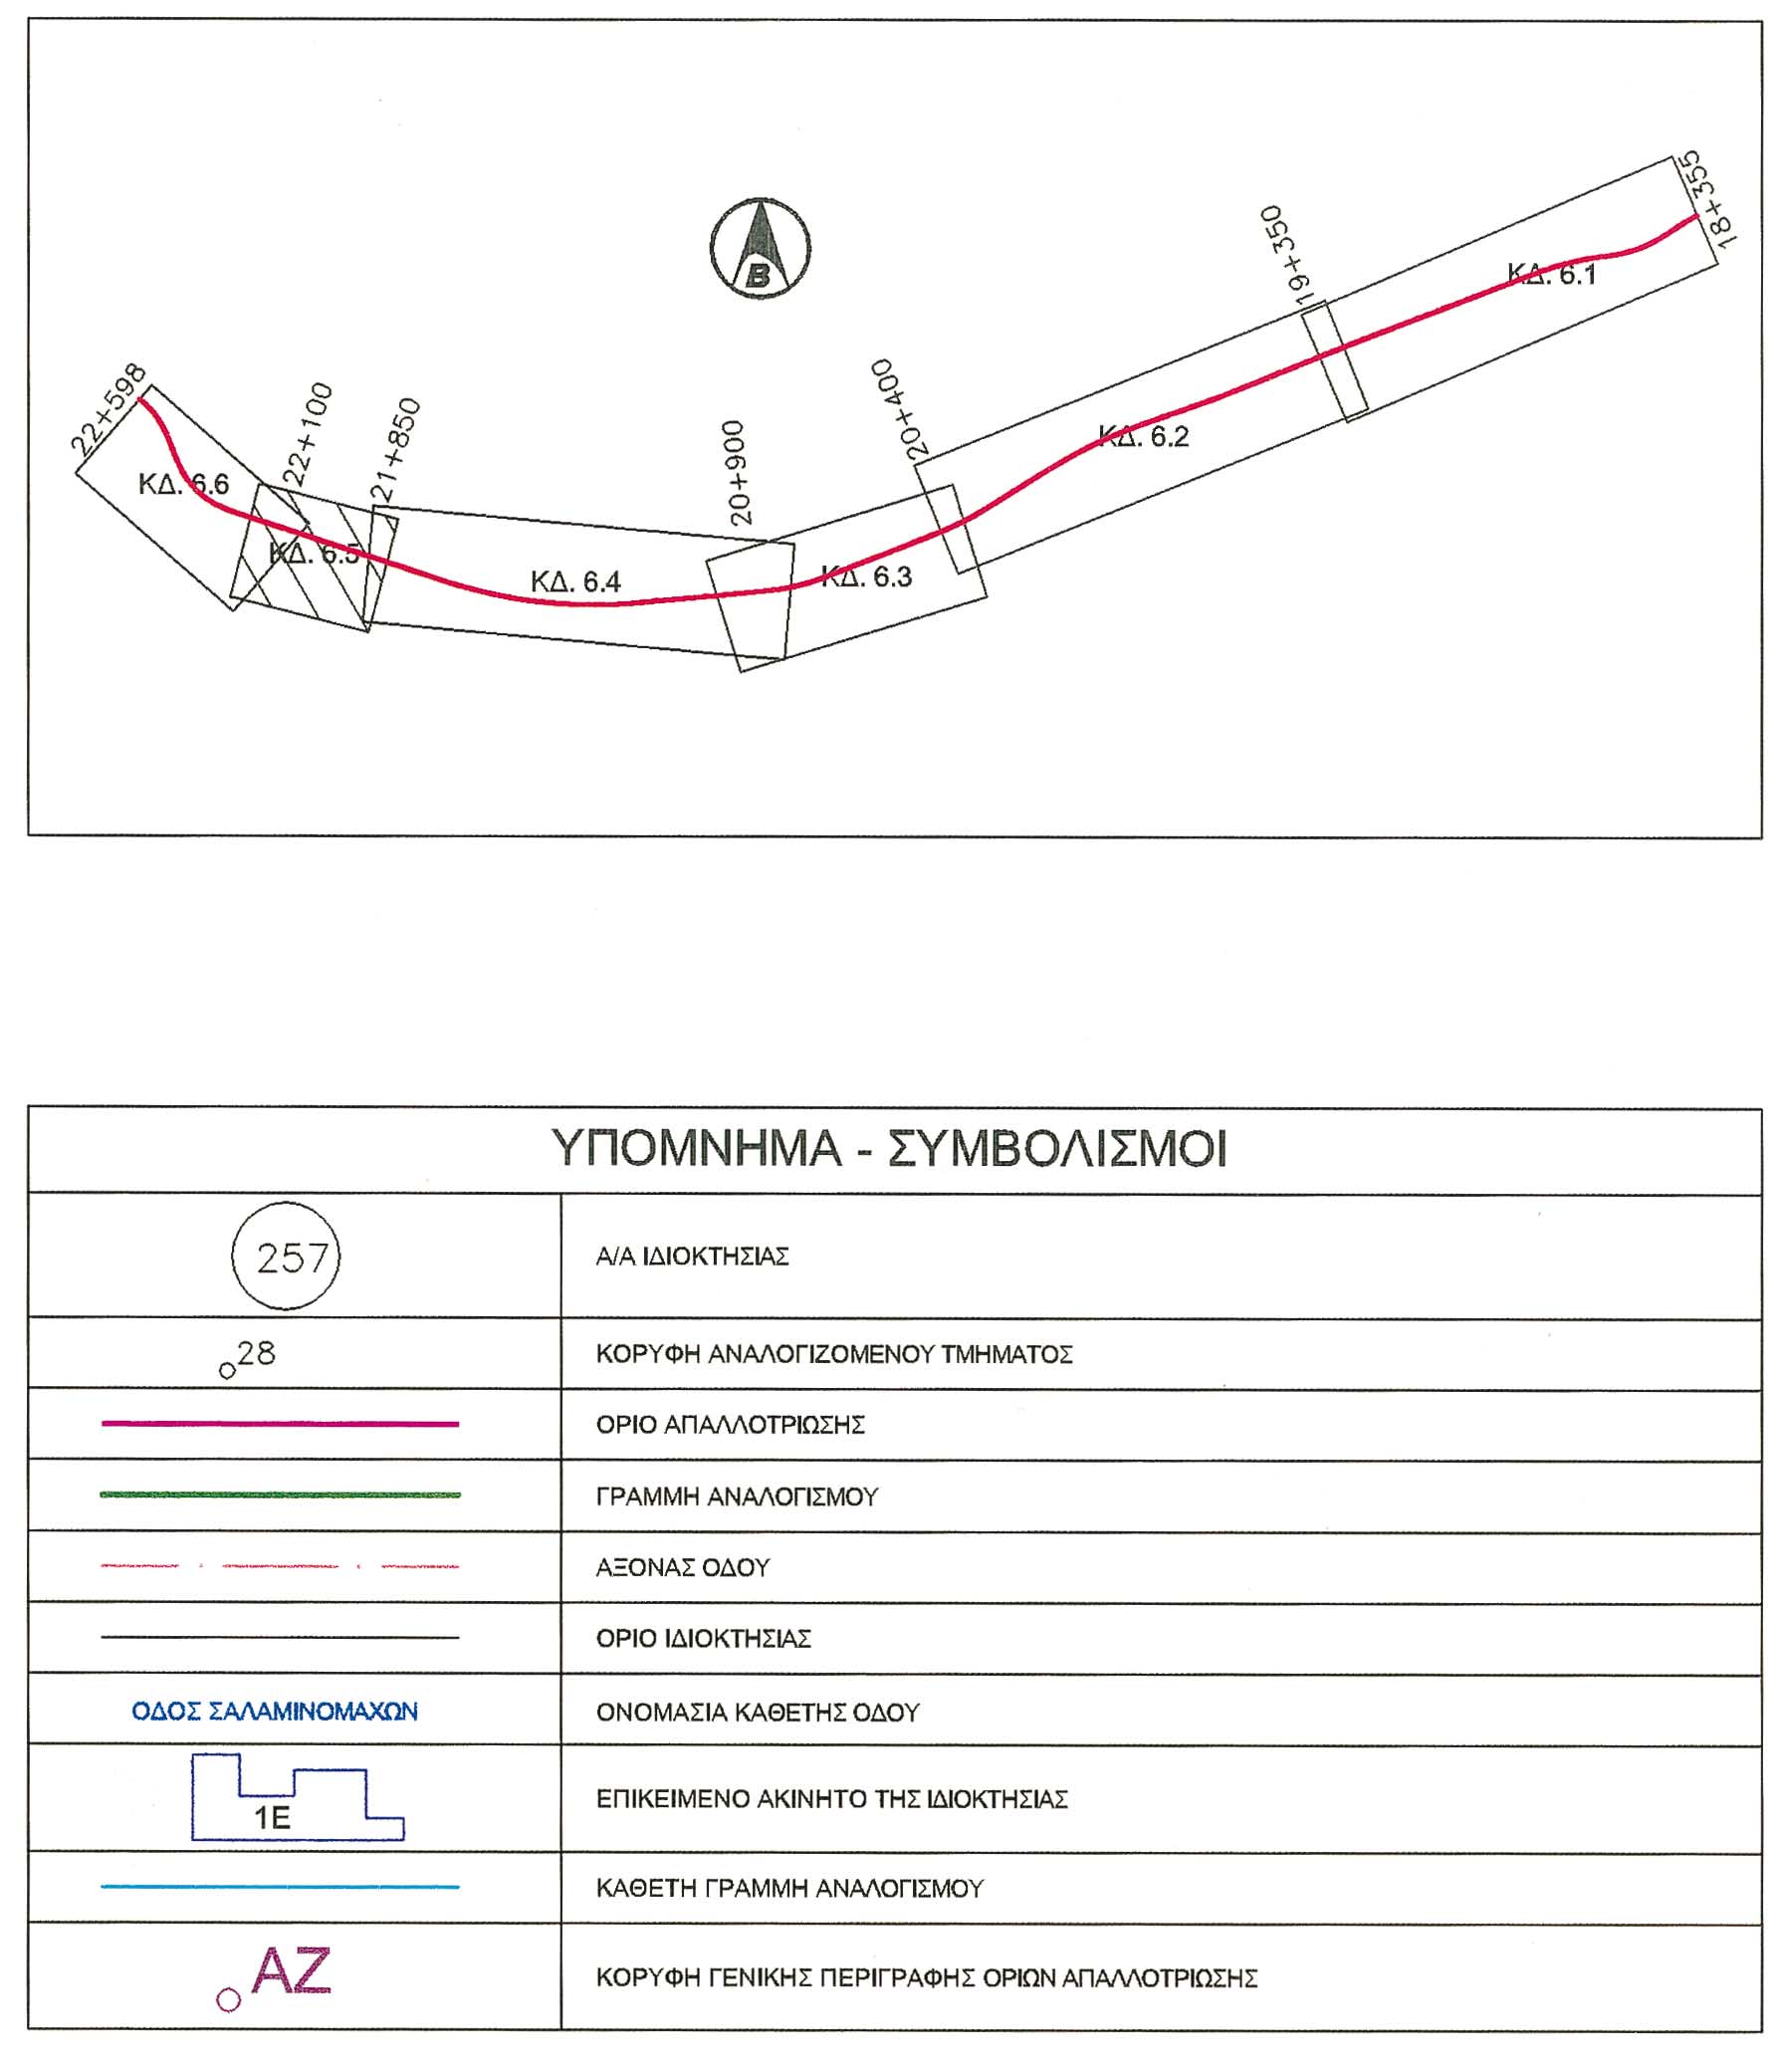 18+355
19+350
ΚΔ. 6.1
22+598
22+100
21+850
20+900
20+400
Β
ΚΔ. 6.2
ΚΔ. 6.6
ΚΔ. 6.5
ΚΔ. 6.4
ΚΔ. 6.3
ΥΠΟΜΝΗΜΑ - ΣΥΜΒΟΛΙΣΜΟΙ
257 Α/Α ΙΔΙΟΚΤΗΣΙΑΣ
28 ΚΟΡΥΦΗ ΑΝΑΛΟΓΙΖΟΜΕΝΟΥ ΤΜΗΜΑΤΟΣ
ΟΡΙΟ ΑΠΑΛΛΟΤΡΙΩΣΗΣ
ΓΡΑΜΜΗ ΑΝΑΛΟΓΙΣΜΟΥ
ΑΞΟΝΑΣ ΟΔΟΥ
ΟΡΙΟ ΙΔΙΟΚΤΗΣΙΑΣ
ΟΔΟΣ ΣΑΛΑΜΙΝΟΜΑΧΩΝ ΟΝΟΜΑΣΙΑ ΚΑΘΕΤΗΣ ΟΔΟΥ
1Ε ΕΠΙΚΕΙΜΕΝΟ ΑΚΙΝΗΤΟ ΤΗΣ ΙΔΙΟΚΤΗΣΙΑΣ
ΚΑΘΕΤΗ ΓΡΑΜΜΗ ΑΝΑΛΟΓΙΣΜΟΥ
ΑΖ ΚΟΡΥΦΗ ΓΕΝΙΚΗΣ ΠΕΡΙΓΡΑΦΗΣ ΟΡΙΩΝ ΑΠΑΛΛΟΤΡΙΩΣΗΣ